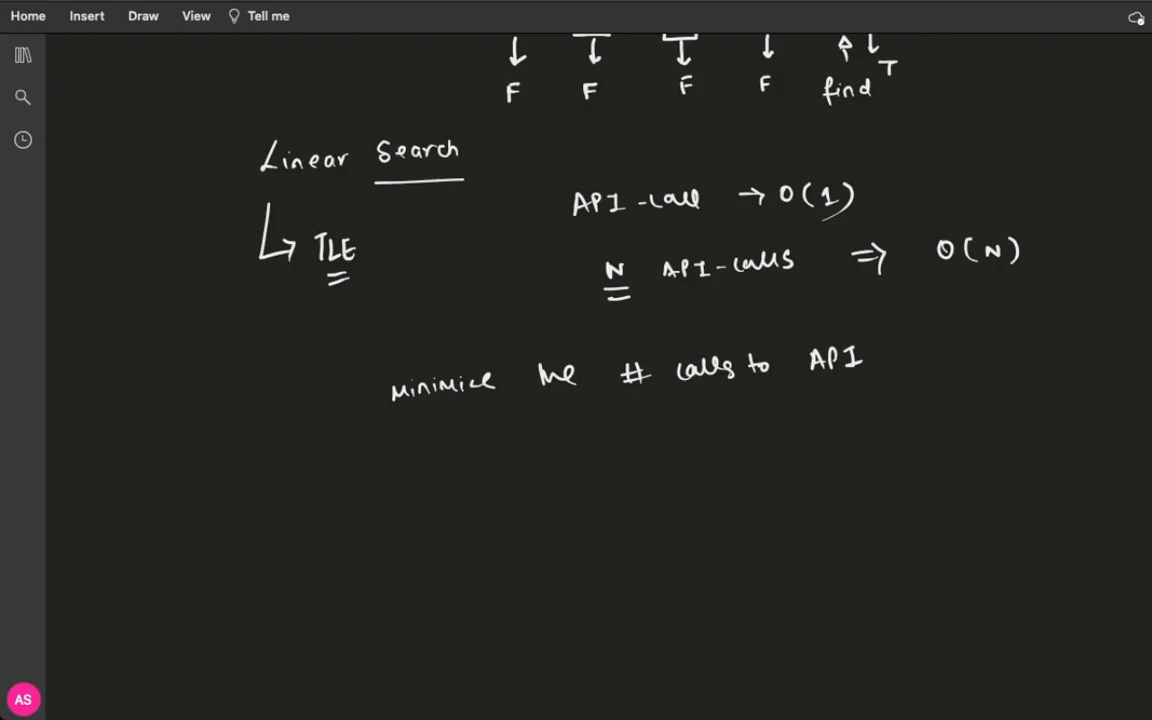 Home Insert Draw View Tell me
F F F F find T
Linear Search
API-call → O(1)
↳ TLE
N API-calls ⇒ O(N)
Minimize the # calls to API
AS